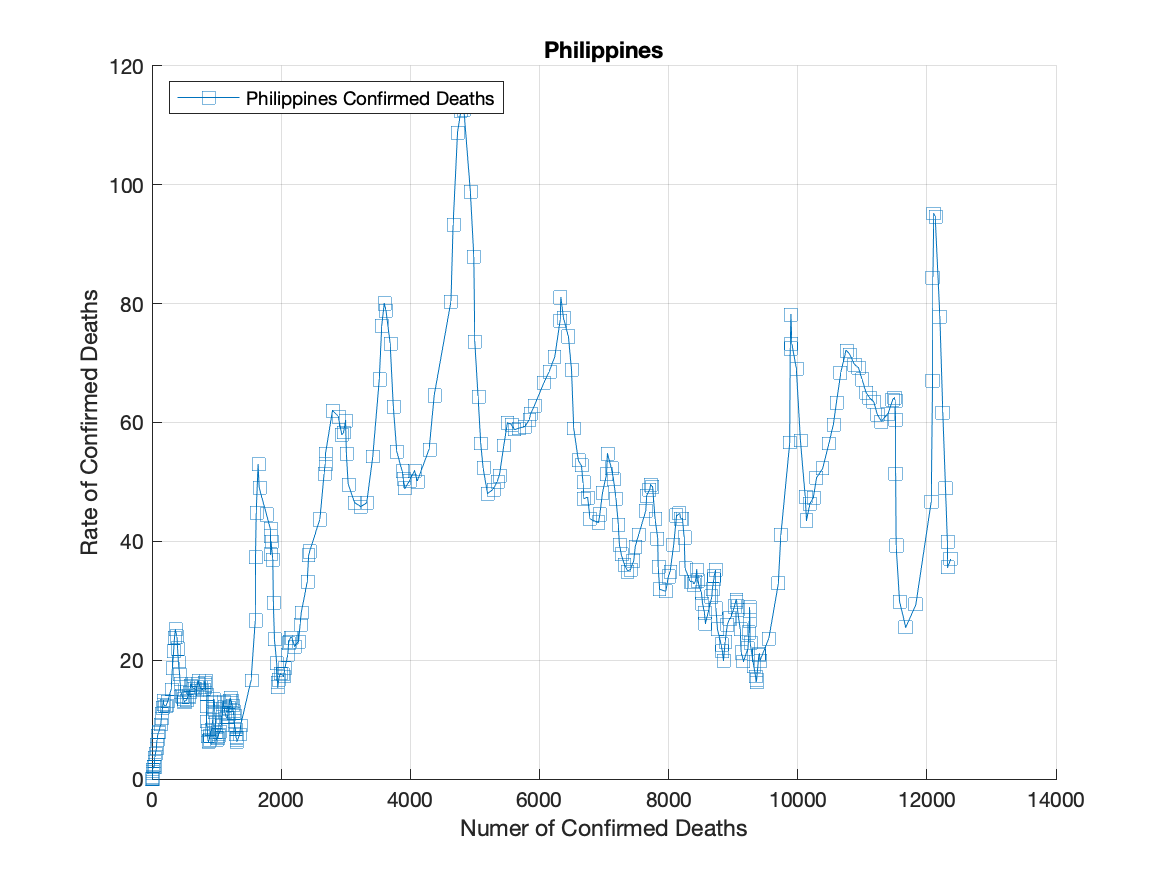 Philippines
120
Philippines Confirmed Deaths
100
80
60
40
20
0
Rate of Confirmed Deaths
0 2000 4000 6000 8000 10000 12000 14000
Numer of Confirmed Deaths